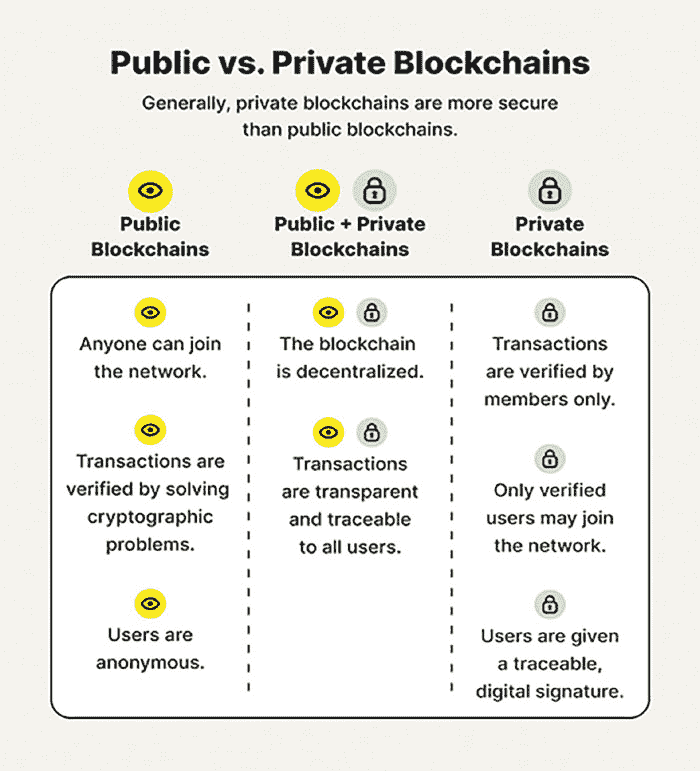 Public vs. Private Blockchains
Generally, private blockchains are more secure
than public blockchains.
Public
Blockchains
Public + Private
Blockchains
Private
Blockchains
Anyone can join
the network.
Transactions are
verified by solving
cryptographic
problems.
Users are
anonymous.
The blockchain
is decentralized.
Transactions
are transparent
and traceable
to all users.
Transactions
are verified by
members only.
Only verified
users may join
the network.
Users are given
a traceable,
digital signature.